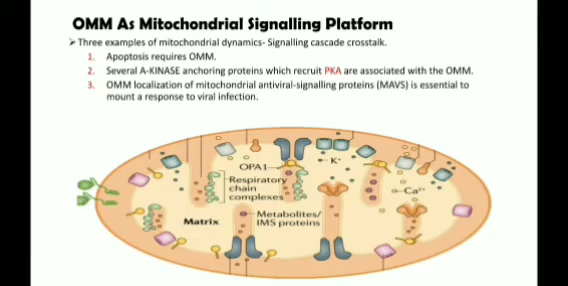 OMM As Mitochondrial Signalling Platform
➤Three examples of mitochondrial dynamics- Signalling cascade crosstalk.
1. Apoptosis requires OMM.
2. Several A-KINASE anchoring proteins which recruit PKA are associated with the OMM.
3. OMM localization of mitochondrial antiviral-signalling proteins (MAVS) is essential to
mount a response to viral infection.
OPA1
K⁺
Respiratory
chain
complexes
Ca²⁺
Metabolites/
IMS proteins
Matrix